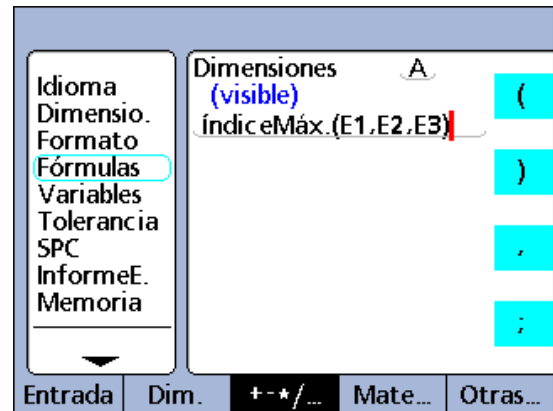 Idioma
Dimensio.
Formato
Fórmulas
Variables
Tolerancia
SPC
InformeE.
Memoria
Dimensiones A
(visible)
índiceMáx.(E1,E2,E3)
(
)
,
;
Entrada Dim. +-*/... Mate... Otras...